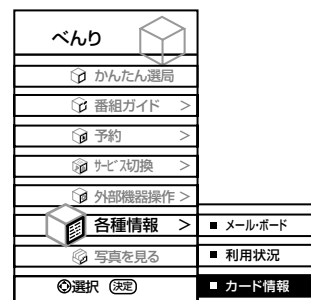 べんり
かんたん選局
番組ガイド >
予約 >
ｻｰﾋﾞｽ切換 >
外部機器操作 >
各種情報 >
メール・ボード
写真を見る
利用状況
選択 決定
カード情報